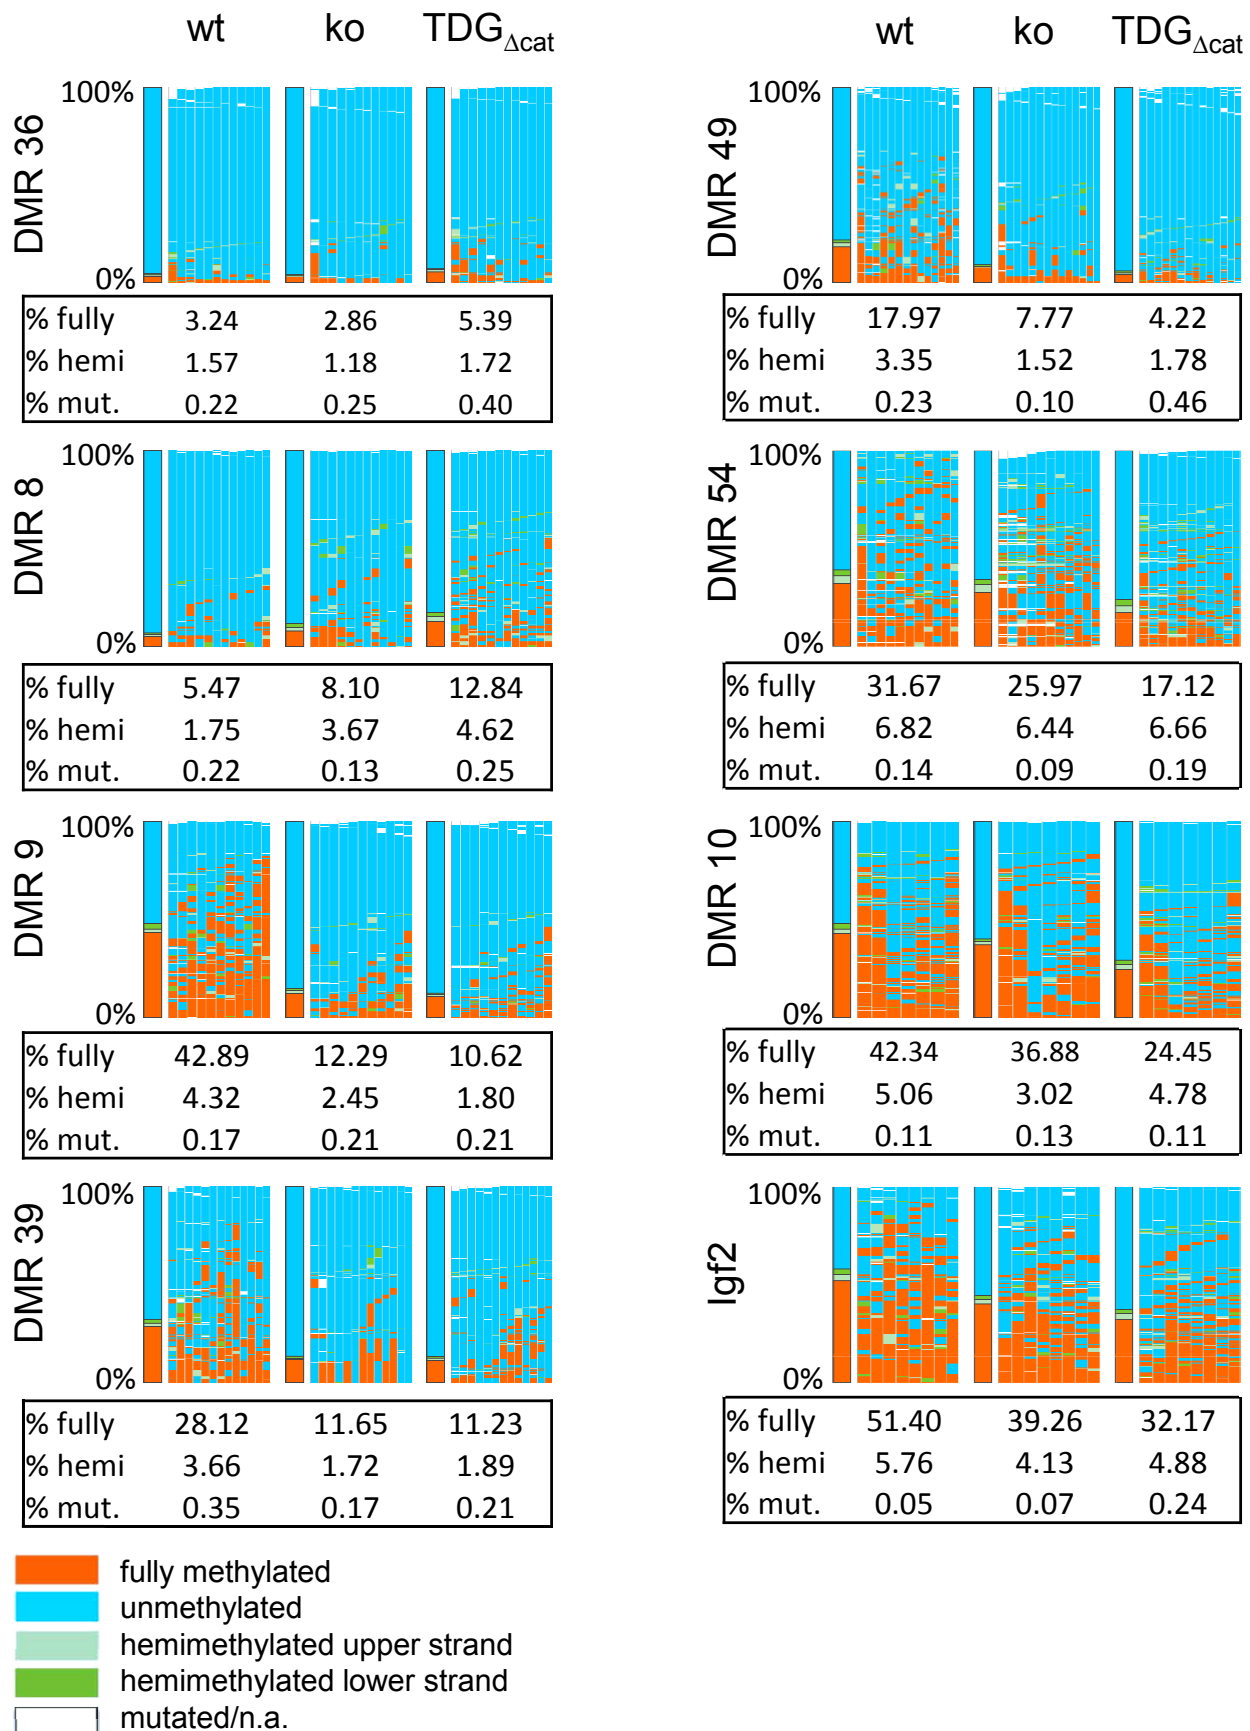 wt ko TDGΔcat
DMR 36
100%
0%
% fully 3.24 2.86 5.39
% hemi 1.57 1.18 1.72
% mut. 0.22 0.25 0.40
DMR 8
100%
0%
% fully 5.47 8.10 12.84
% hemi 1.75 3.67 4.62
% mut. 0.22 0.13 0.25
DMR 9
100%
0%
% fully 42.89 12.29 10.62
% hemi 4.32 2.45 1.80
% mut. 0.17 0.21 0.21
DMR 39
100%
0%
% fully 28.12 11.65 11.23
% hemi 3.66 1.72 1.89
% mut. 0.35 0.17 0.21
wt ko TDGΔcat
DMR 49
100%
0%
% fully 17.97 7.77 4.22
% hemi 3.35 1.52 1.78
% mut. 0.23 0.10 0.46
DMR 54
100%
0%
% fully 31.67 25.97 17.12
% hemi 6.82 6.44 6.66
% mut. 0.14 0.09 0.19
DMR 10
100%
0%
% fully 42.34 36.88 24.45
% hemi 5.06 3.02 4.78
% mut. 0.11 0.13 0.11
Igf2
100%
0%
% fully 51.40 39.26 32.17
% hemi 5.76 4.13 4.88
% mut. 0.05 0.07 0.24
fully methylated
unmethylated
hemimethylated upper strand
hemimethylated lower strand
mutated/n.a.